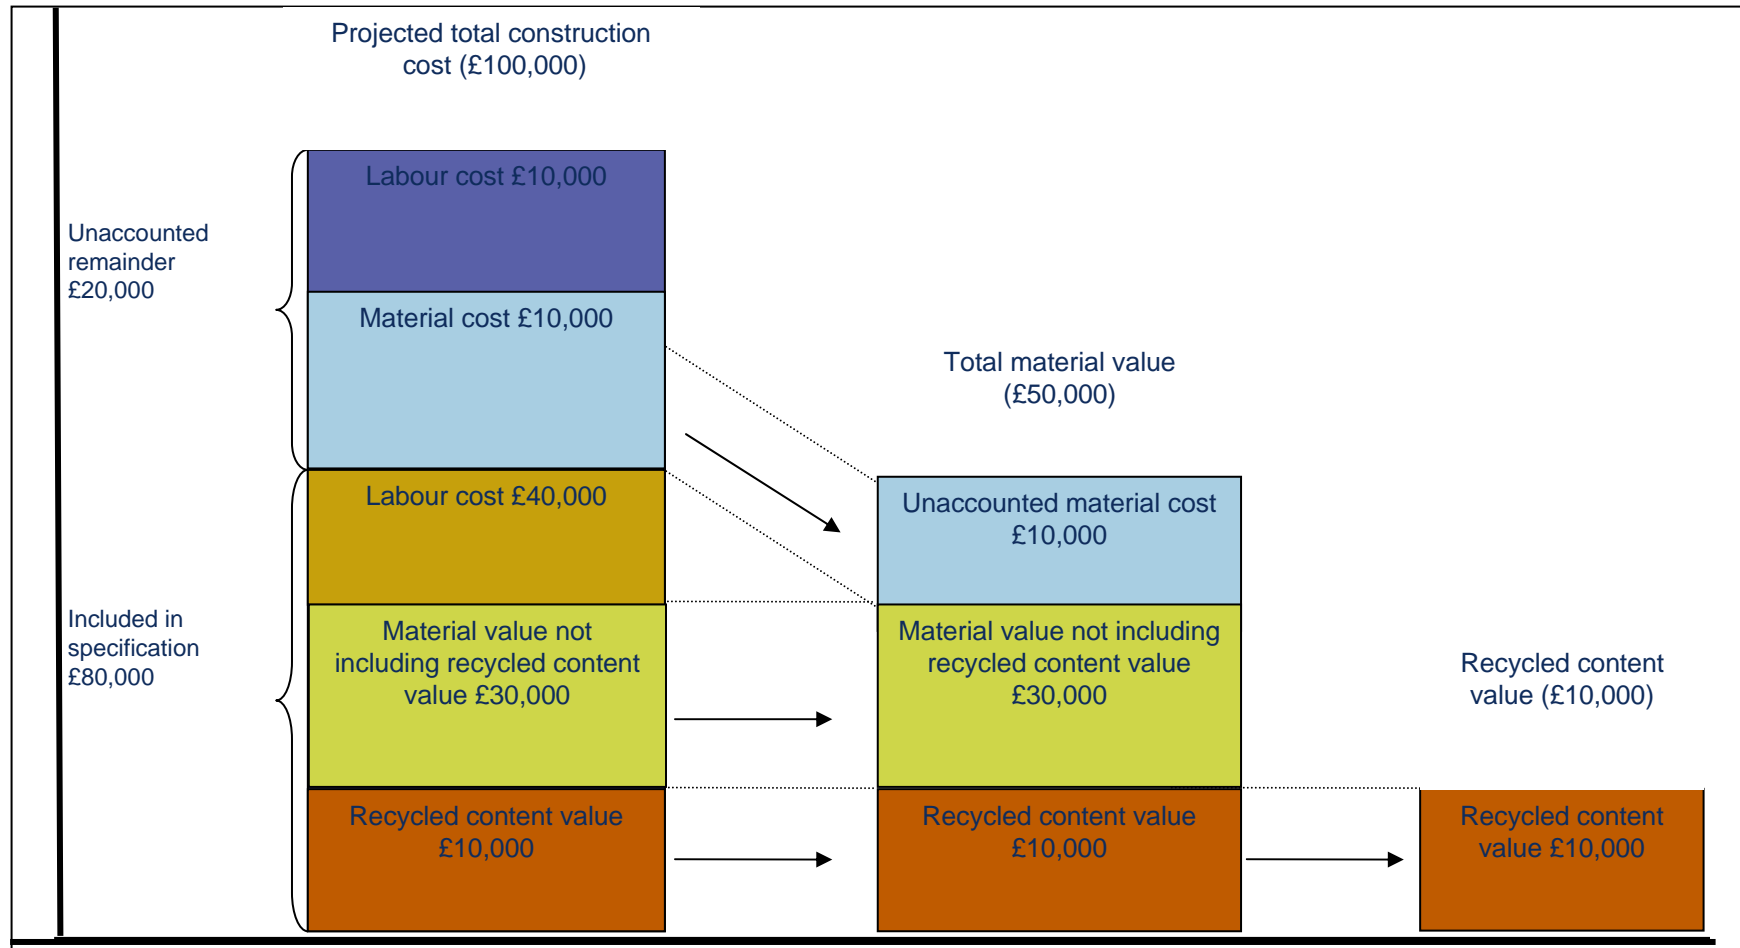 Projected total construction
cost (£100,000)
Labour cost £10,000
Unaccounted
remainder
£20,000
Material cost £10,000
Total material value
(£50,000)
Labour cost £40,000
Unaccounted material cost
£10,000
Included in
specification
£80,000
Material value not
including recycled content
value £30,000
Material value not including
recycled content value
£30,000
Recycled content
value (£10,000)
Recycled content value
£10,000
Recycled content value
£10,000
Recycled content
value £10,000